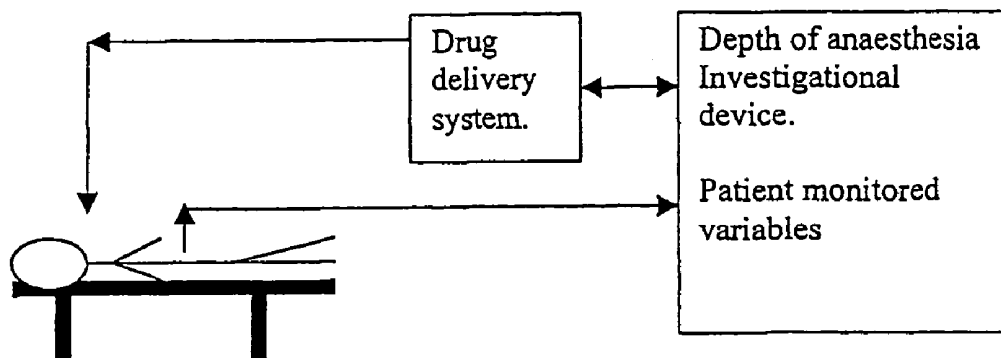 Drug
delivery
system.
Depth of anaesthesia
Investigational
device.
Patient monitored
variables